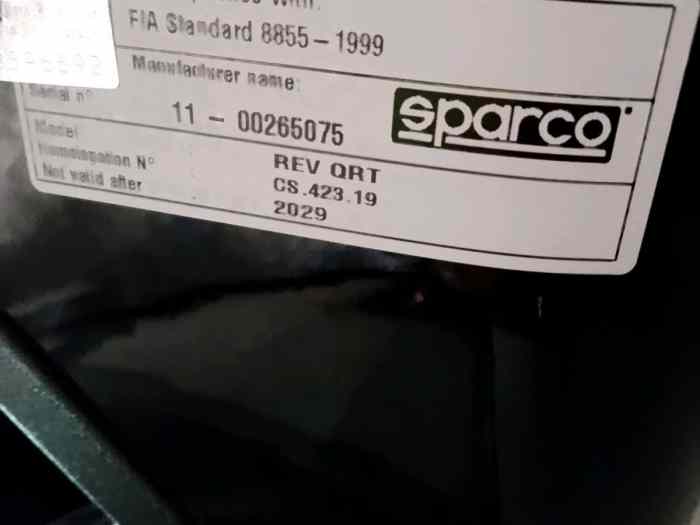 FIA Standard 8855-1999
Manufacturer name:
sparco
Serial n° 11 - 00265075
Model REV QRT
Homologation N° CS.423.19
Not valid after 2029